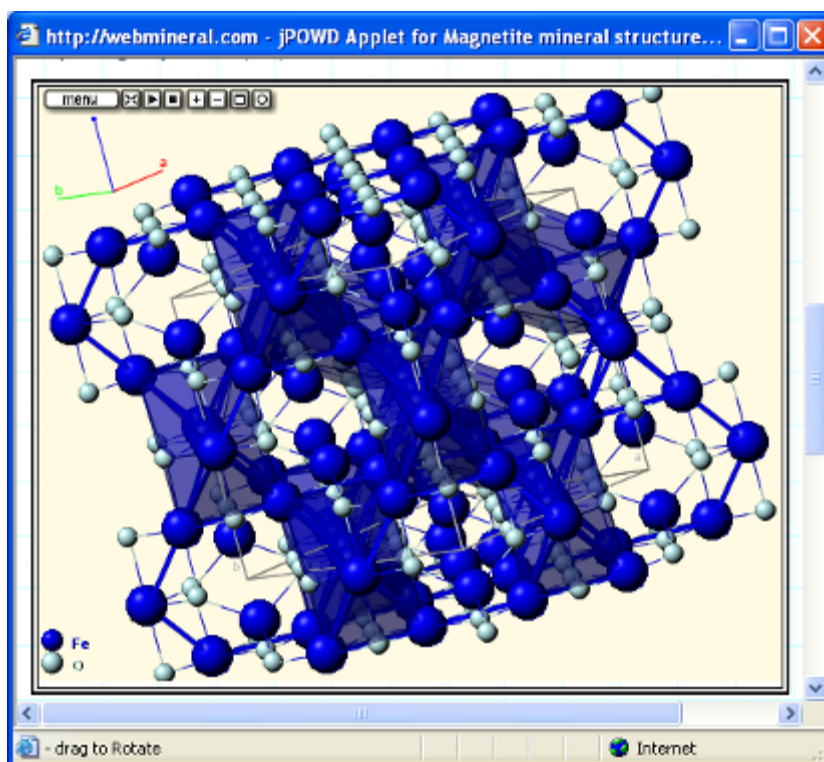 http://webmineral.com - jPOWD Applet for Magnetite mineral structure...
menu
a
b
a
b
Fe
O
- drag to Rotate
Internet